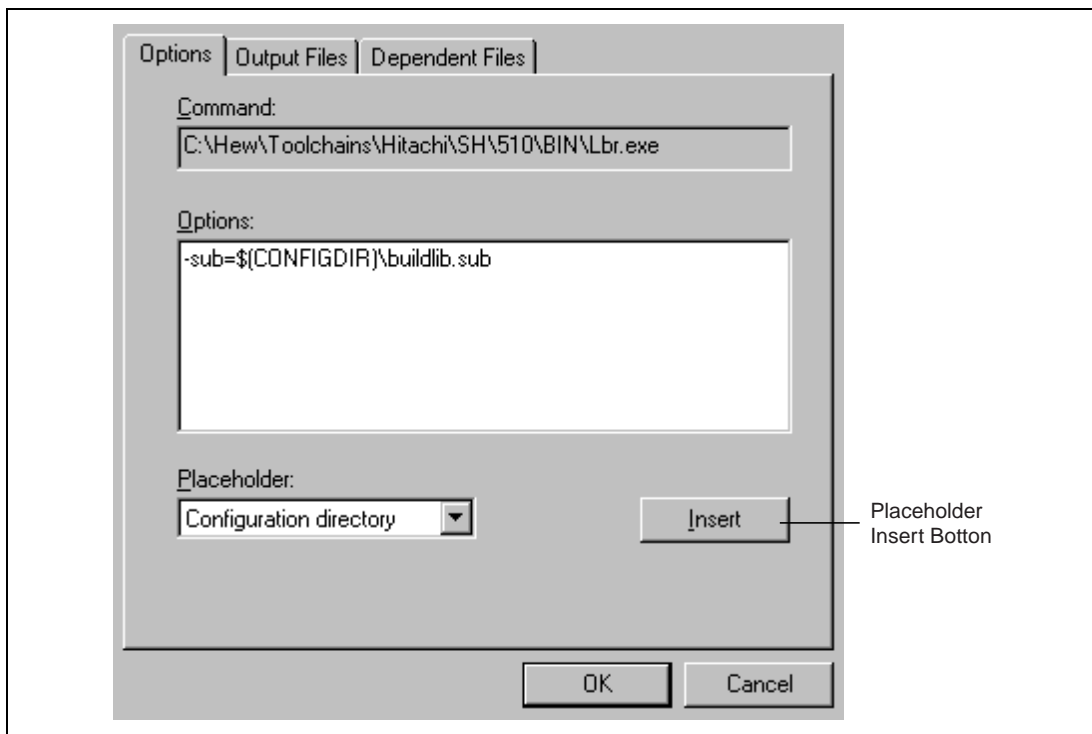 Options Output Files Dependent Files
Command:
C:\Hew\Toolchains\Hitachi\SH\510\BIN\Lbr.exe
Options:
-sub=$(CONFIGDIR)\buildlib.sub
Placeholder:
Configuration directory Insert
Placeholder
Insert Botton
OK Cancel